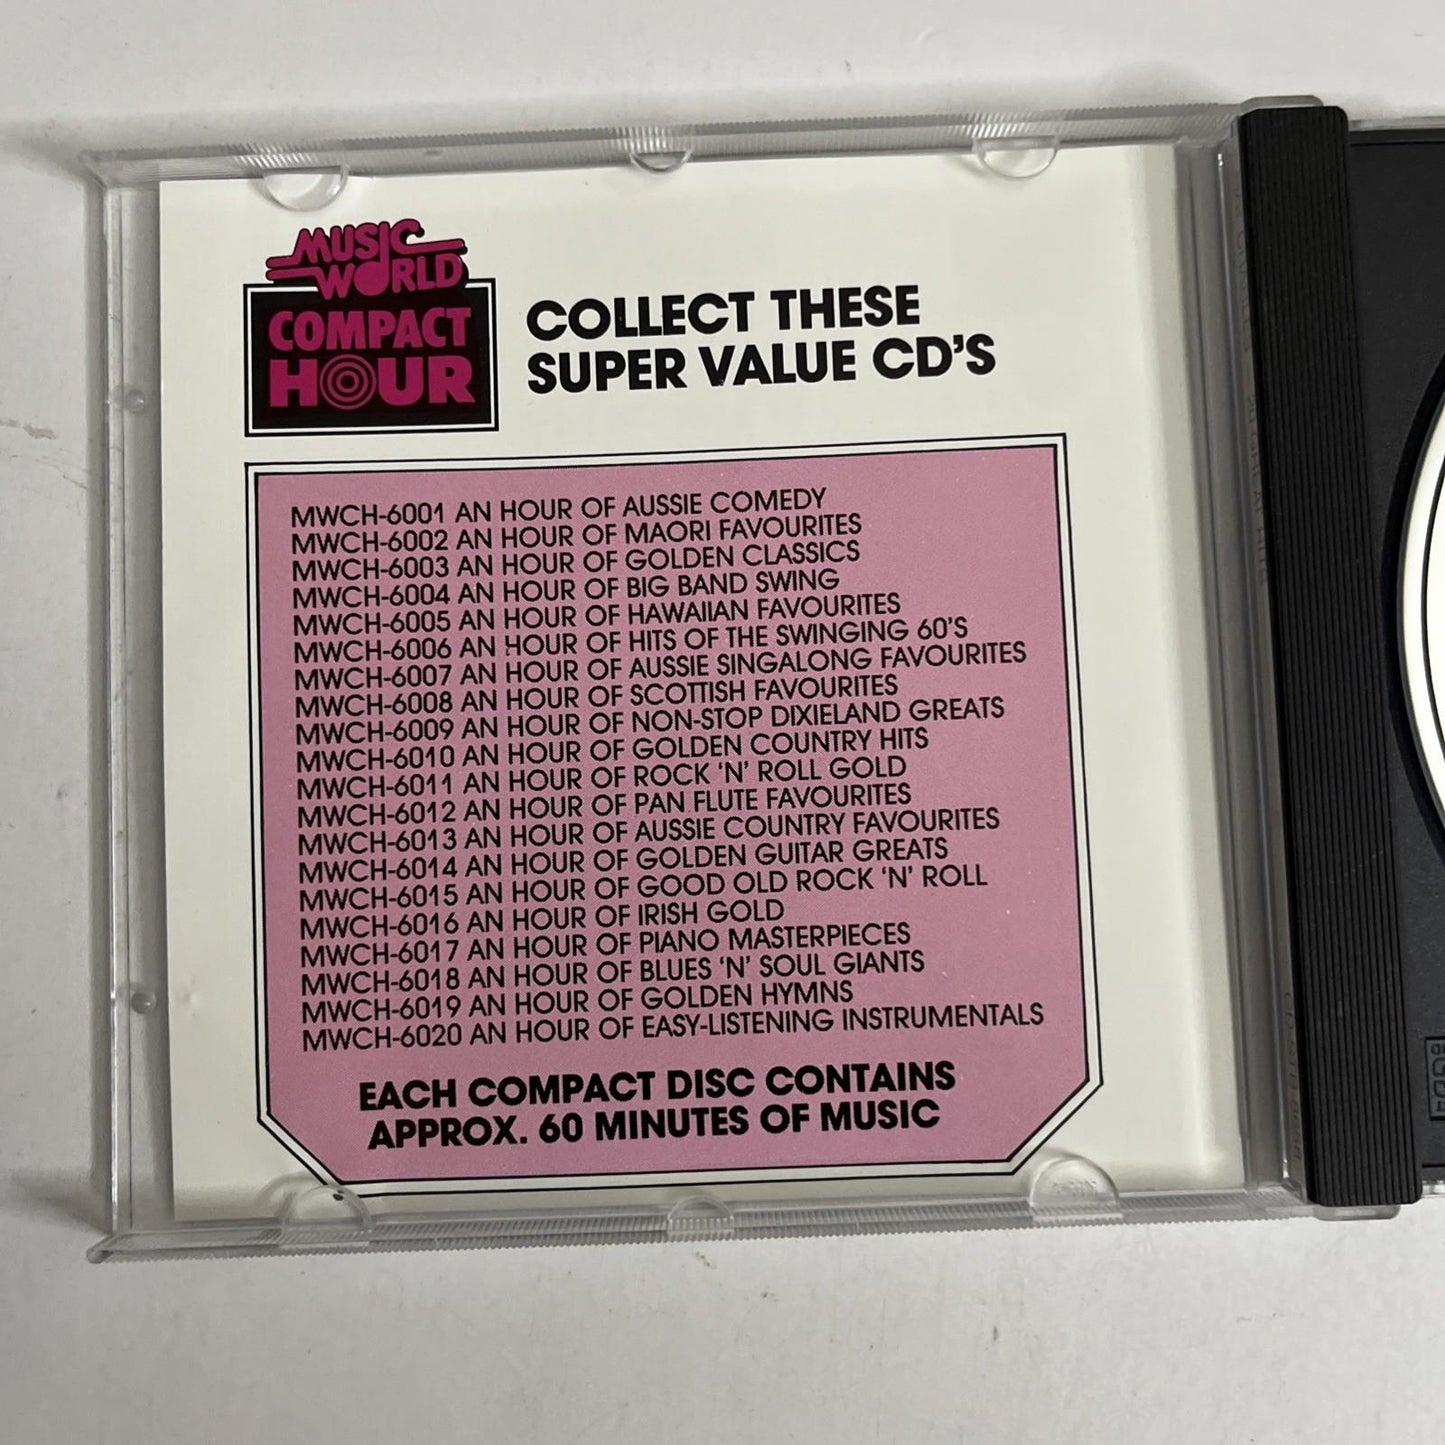 MUSIC
WORLD
COMPACT
HOUR
COLLECT THESE
SUPER VALUE CD'S
MWCH-6001 AN HOUR OF AUSSIE COMEDY
MWCH-6002 AN HOUR OF MAORI FAVOURITES
MWCH-6003 AN HOUR OF GOLDEN CLASSICS
MWCH-6004 AN HOUR OF BIG BAND SWING
MWCH-6005 AN HOUR OF HAWAIIAN FAVOURITES
MWCH-6006 AN HOUR OF HITS OF THE SWINGING 60'S
MWCH-6007 AN HOUR OF AUSSIE SINGALONG FAVOURITES
MWCH-6008 AN HOUR OF SCOTTISH FAVOURITES
MWCH-6009 AN HOUR OF NON-STOP DIXIELAND GREATS
MWCH-6010 AN HOUR OF GOLDEN COUNTRY HITS
MWCH-6011 AN HOUR OF ROCK 'N' ROLL GOLD
MWCH-6012 AN HOUR OF PAN FLUTE FAVOURITES
MWCH-6013 AN HOUR OF AUSSIE COUNTRY FAVOURITES
MWCH-6014 AN HOUR OF GOLDEN GUITAR GREATS
MWCH-6015 AN HOUR OF GOOD OLD ROCK 'N' ROLL
MWCH-6016 AN HOUR OF IRISH GOLD
MWCH-6017 AN HOUR OF PIANO MASTERPIECES
MWCH-6018 AN HOUR OF BLUES 'N' SOUL GIANTS
MWCH-6019 AN HOUR OF GOLDEN HYMNS
MWCH-6020 AN HOUR OF EASY-LISTENING INSTRUMENTALS
EACH COMPACT DISC CONTAINS
APPROX. 60 MINUTES OF MUSIC